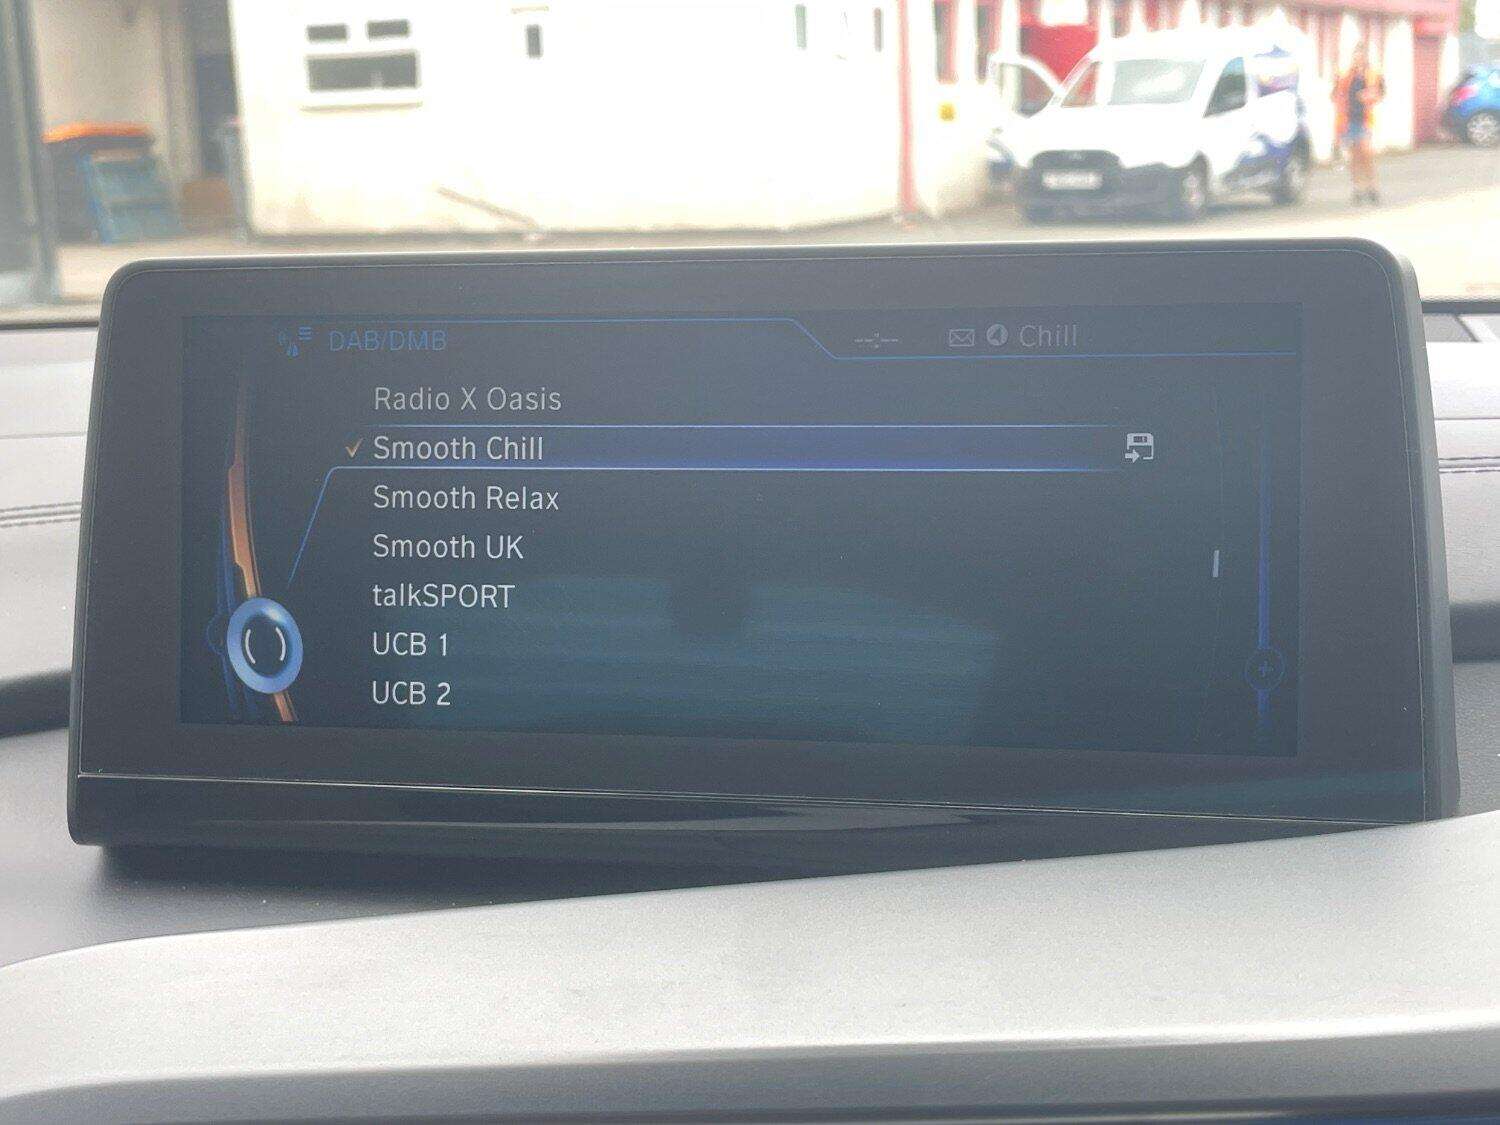 DAB/DMB
--:-- Chill
Radio X Oasis
Smooth Chill
Smooth Relax
Smooth UK
talkSPORT
UCB 1
UCB 2